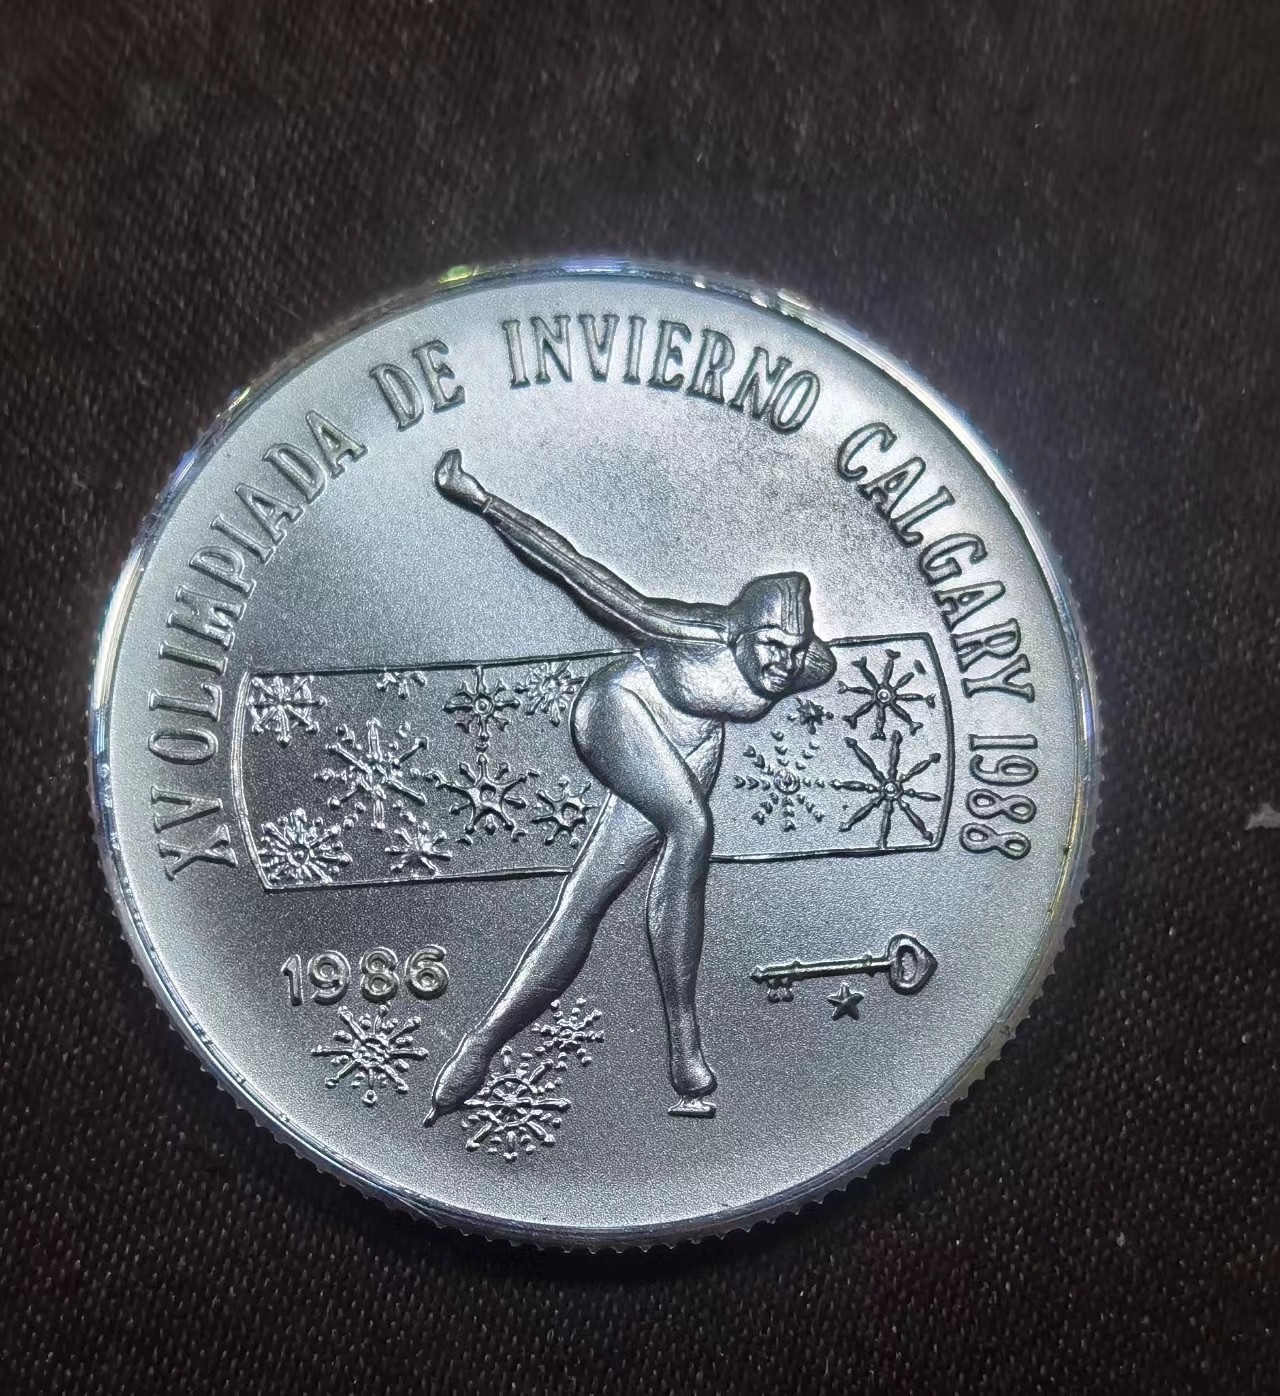 XV OLIMPIADA DE INVIERNO CALGARY 1988
1986